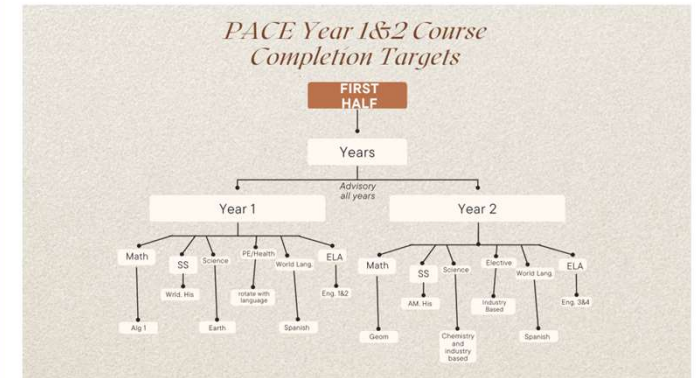 PACE Year 1&2 Course
Completion Targets
FIRST
HALF
Years
Advisory
all years
Year 1
Year 2
Math
SS
Science
PE/Health
World Lang.
ELA
Wrld. His
rotate with
language
Eng. 1&2
Alg 1
Earth
Spanish
Math
SS
Science
Elective
World Lang.
ELA
AM. His
Industry
Based
Eng. 3&4
Geom
Chemistry
and
industry
based
Spanish